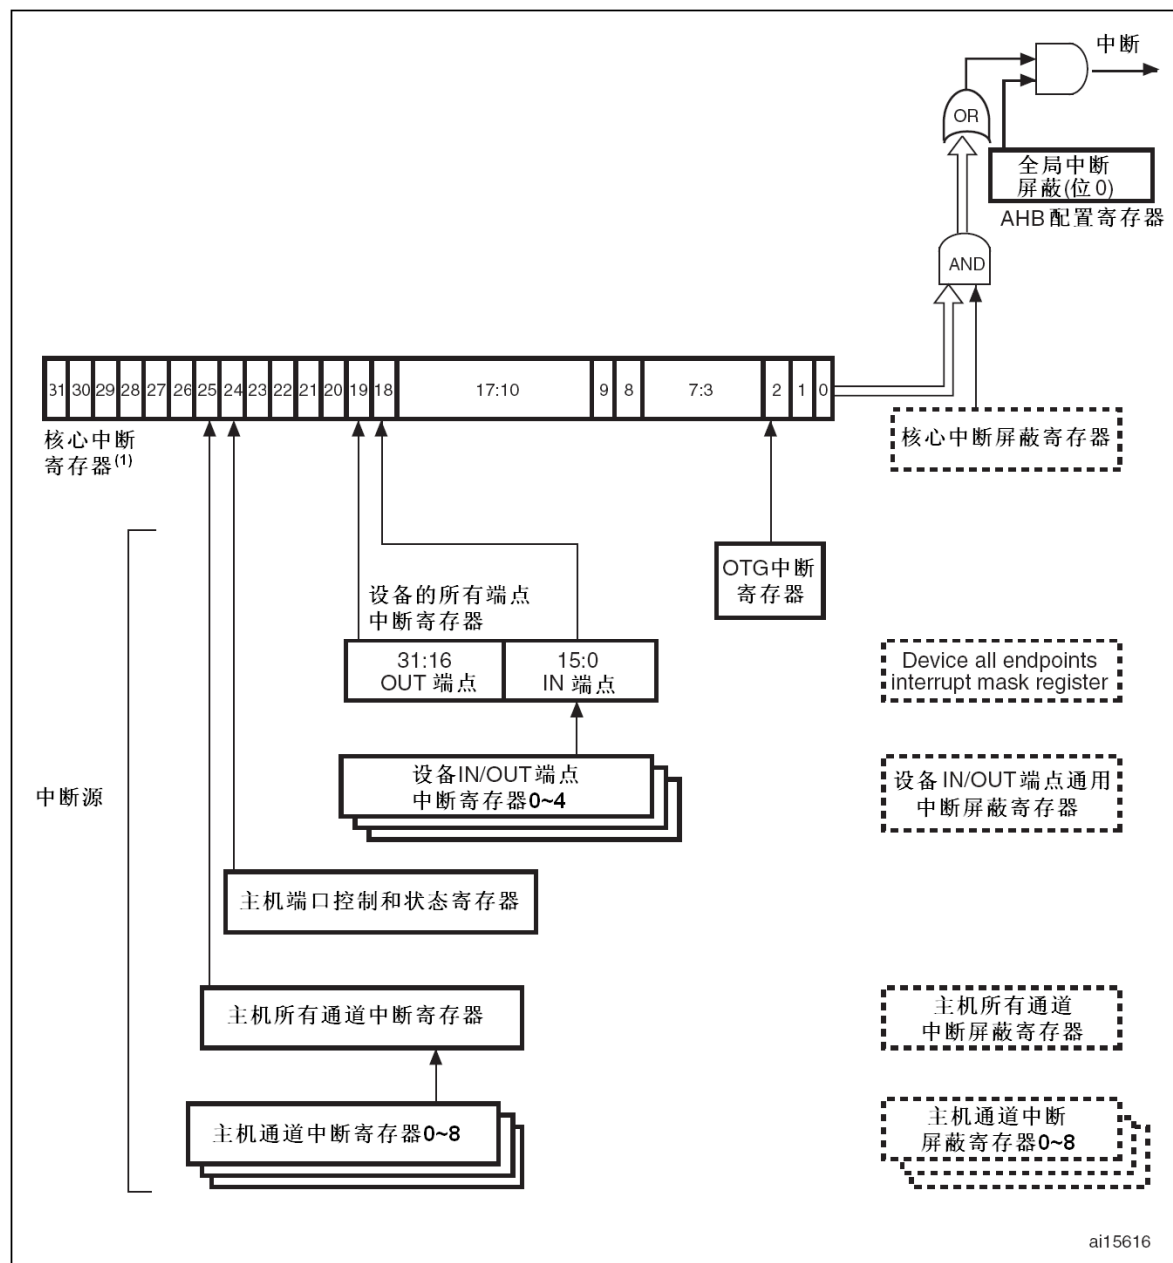 中断
OR
全局中断
屏蔽(位0)
AHB 配置寄存器
AND
31 30 29 28 27 26 25 24 23 22 21 20 19 18 17:10 9 8 7:3 2 1 0
核心中断
寄存器(1)
核心中断屏蔽寄存器
OTG中断
寄存器
设备的所有端点
中断寄存器
31:16
OUT 端点
15:0
IN 端点
Device all endpoints
interrupt mask register
设备IN/OUT端点
中断寄存器0~4
设备IN/OUT端点通用
中断屏蔽寄存器
中断源
主机端口控制和状态寄存器
主机所有通道中断寄存器
主机所有通道
中断屏蔽寄存器
主机通道中断寄存器0~8
主机通道中断
屏蔽寄存器0~8
ai15616